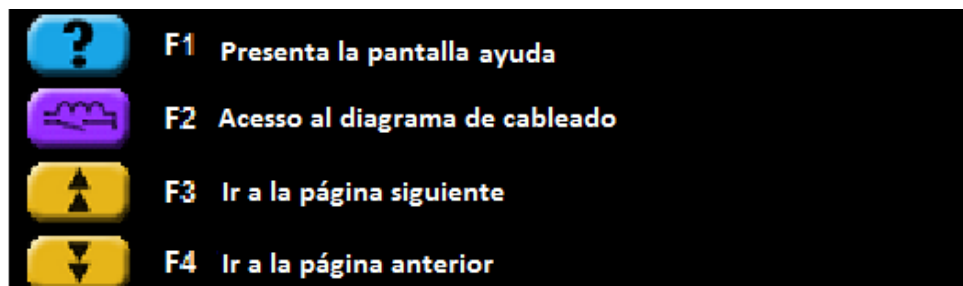 ? F1 Presenta la pantalla ayuda
F2 Acesso al diagrama de cableado
F3 Ir a la página siguiente
F4 Ir a la página anterior